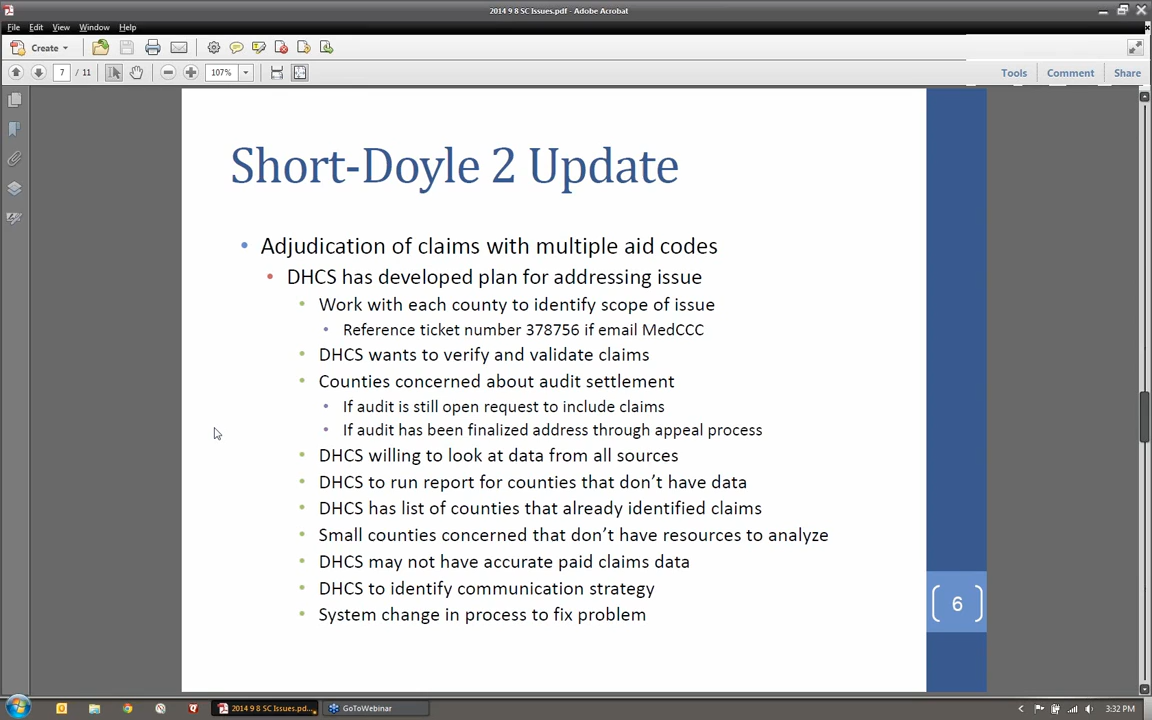 2014 9 8 SC Issues.pdf - Adobe Acrobat
File Edit View Window Help
Create
7 / 11 107% Tools Comment Share
Short-Doyle 2 Update
• Adjudication of claims with multiple aid codes
• DHCS has developed plan for addressing issue
• Work with each county to identify scope of issue
• Reference ticket number 378756 if email MedCCC
• DHCS wants to verify and validate claims
• Counties concerned about audit settlement
• If audit is still open request to include claims
• If audit has been finalized address through appeal process
• DHCS willing to look at data from all sources
• DHCS to run report for counties that don't have data
• DHCS has list of counties that already identified claims
• Small counties concerned that don't have resources to analyze
• DHCS may not have accurate paid claims data
• DHCS to identify communication strategy
• System change in process to fix problem
6
2014 9 8 SC Issues.pd... GoToWebinar 3:32 PM